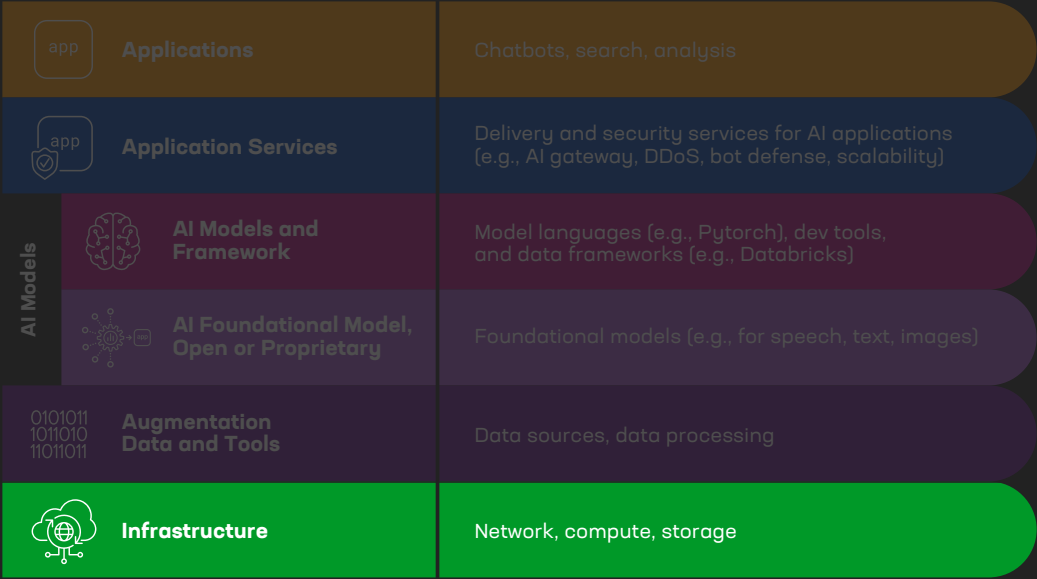 app
Applications
Chatbots, search, analysis
app
Application Services
Delivery and security services for AI applications
(e.g., AI gateway, DDoS, bot defense, scalability)
AI Models
AI Models and
Framework
Model languages (e.g., Pytorch), dev tools,
and data frameworks (e.g., Databricks)
app
AI Foundational Model,
Open or Proprietary
Foundational models (e.g., for speech, text, images)
0101011
1011010
11011011
Augmentation
Data and Tools
Data sources, data processing
Infrastructure
Network, compute, storage